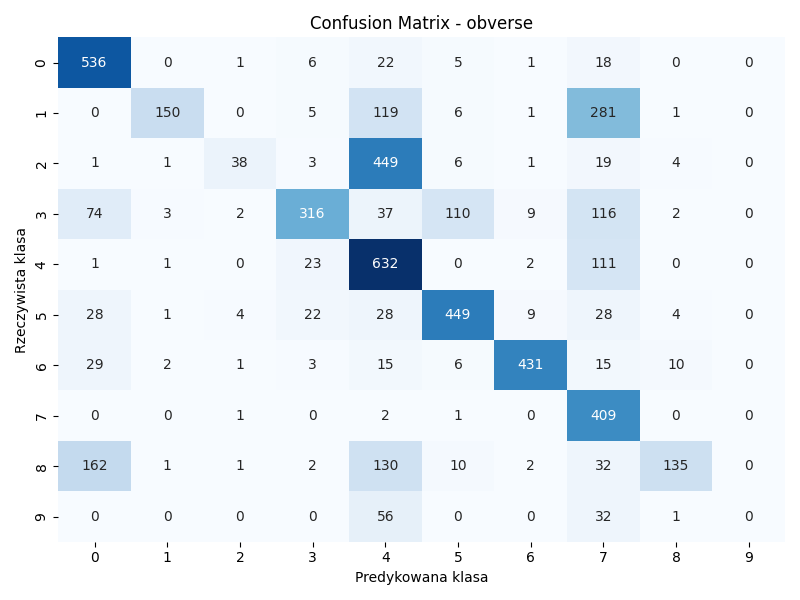 Confusion Matrix - obverse
Rzeczywista klasa
0 536 0 1 6 22 5 1 18 0 0
1 0 150 0 5 119 6 1 281 1 0
2 1 1 38 3 449 6 1 19 4 0
3 74 3 2 316 37 110 9 116 2 0
4 1 1 0 23 632 0 2 111 0 0
5 28 1 4 22 28 449 9 28 4 0
6 29 2 1 3 15 6 431 15 10 0
7 0 0 1 0 2 1 0 409 0 0
8 162 1 1 2 130 10 2 32 135 0
9 0 0 0 0 56 0 0 32 1 0
0 1 2 3 4 5 6 7 8 9
Predykowana klasa